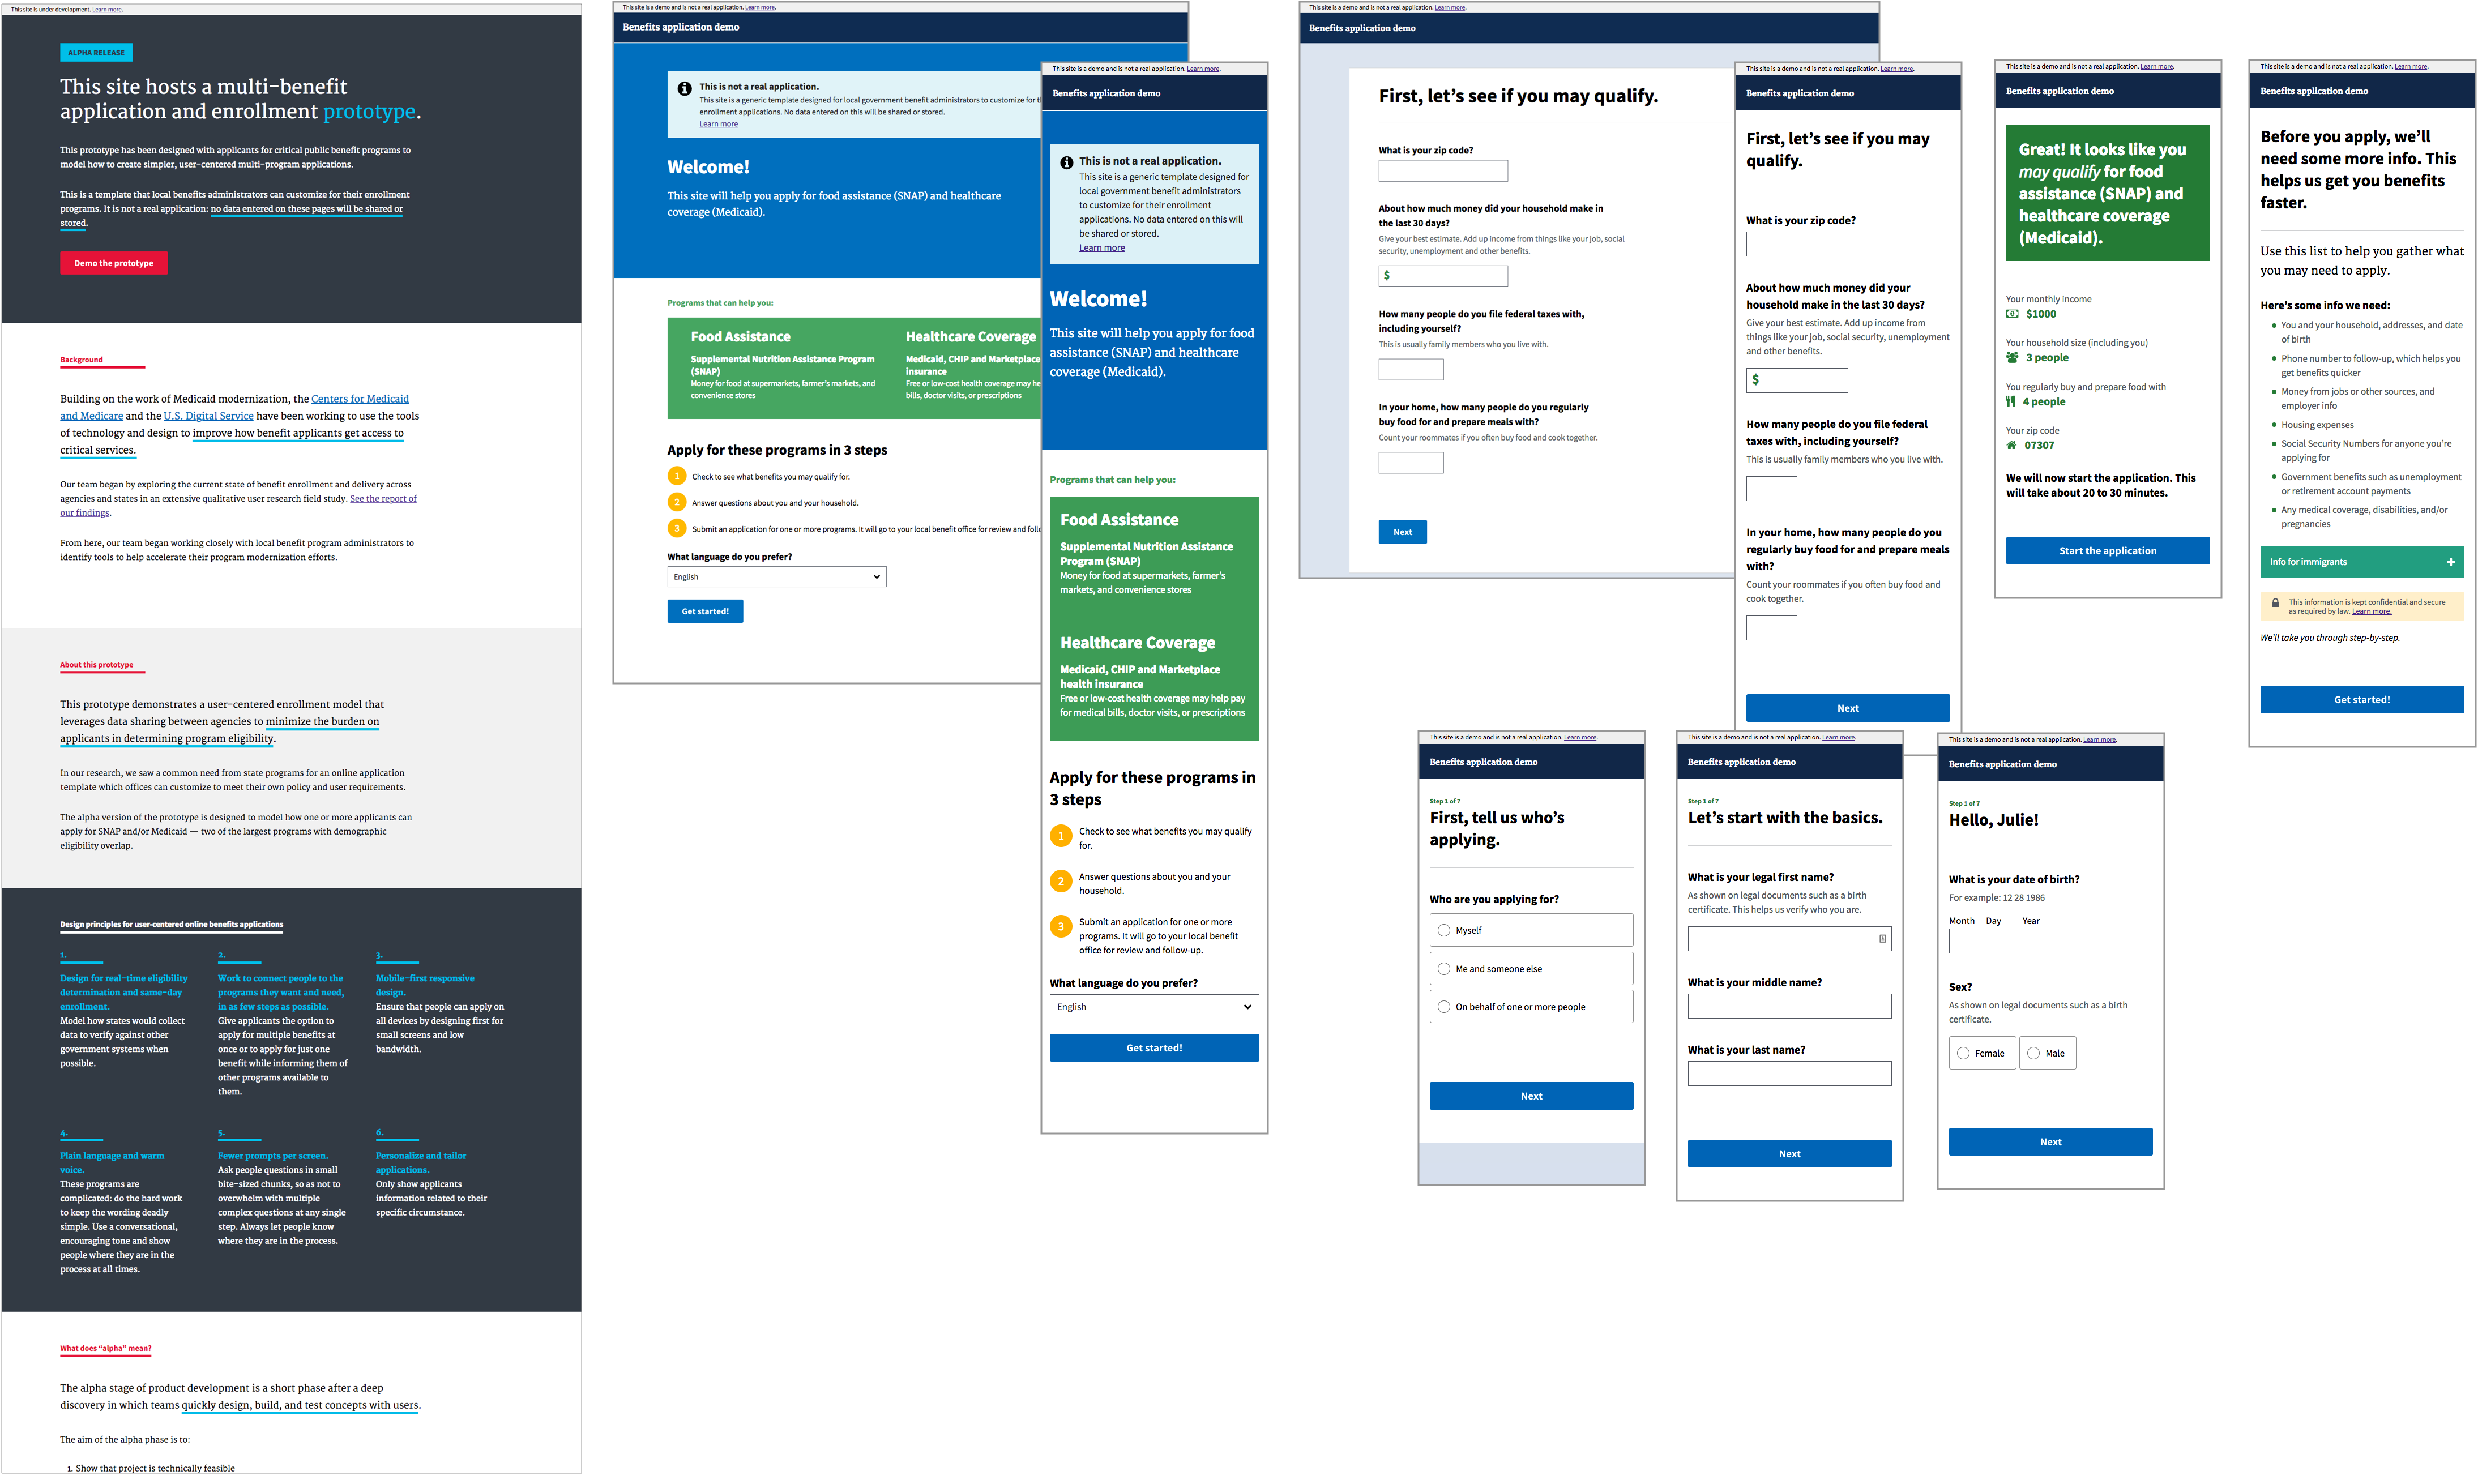 This site is under development. Learn more.
ALPHA RELEASE
This site hosts a multi-benefit
application and enrollment prototype.
This prototype has been designed with applicants for critical public benefit programs to
model how to create simpler, user-centered multi-program applications.
This is a template that local benefits administrators can customize for their enrollment
programs. It is not a real application: no data entered on these pages will be shared or
stored.
Demo the prototype
Background
Building on the work of Medicaid modernization, the Centers for Medicaid
and Medicare and the U.S. Digital Service have been working to use the tools
of technology and design to improve how benefit applicants get access to
critical services.
Our team began by exploring the current state of benefit enrollment and delivery across
agencies and states in an extensive qualitative user research field study. See the report of
our findings.
From here, our team began working closely with local benefit program administrators to
identify tools to help accelerate their program modernization efforts.
About this prototype
This prototype demonstrates a user-centered enrollment model that
leverages data sharing between agencies to minimize the burden on
applicants in determining program eligibility.
In our research, we saw a common need from state programs for an online application
template which offices can customize to meet their own policy and user requirements.
The alpha version of the prototype is designed to model how one or more applicants can
apply for SNAP and/or Medicaid — two of the largest programs with demographic
eligibility overlap.
Design principles for user-centered online benefits applications
1.
Design for real-time eligibility
determination and same-day
enrollment.
Model how states would collect
data to verify against other
government systems when
possible.
2.
Work to connect people to the
programs they want and need,
in as few steps as possible.
Give applicants the option to
apply for multiple benefits at
once or to apply for just one
benefit while informing them of
other programs available to
them.
3.
Mobile-first responsive
design.
Ensure that people can apply on
all devices by designing first for
small screens and low
bandwidth.
4.
Plain language and warm
voice.
These programs are
complicated: do the hard work
to keep the wording deadly
simple. Use a conversational,
encouraging tone and show
people where they are in the
process at all times.
5.
Fewer prompts per screen.
Ask people questions in small
bite-sized chunks, so as not to
overwhelm with multiple
complex questions at any single
step. Always let people know
where they are in the process.
6.
Personalize and tailor
applications.
Only show applicants
information related to their
specific circumstance.
What does “alpha” mean?
The alpha stage of product development is a short phase after a deep
discovery in which teams quickly design, build, and test concepts with users.
The aim of the alpha phase is to:
1. Show that project is technically feasible
This site is a demo and is not a real application. Learn more.
Benefits application demo
This is not a real application.
This site is a generic template designed for local government benefit administrators to customize for t
enrollment applications. No data entered on this will be shared or stored.
Learn more
Welcome!
This site will help you apply for food assistance (SNAP) and healthcare
coverage (Medicaid).
Programs that can help you:
Food Assistance
Supplemental Nutrition Assistance Program
(SNAP)
Money for food at supermarkets, farmer’s markets, and
convenience stores
Healthcare Coverage
Medicaid, CHIP and Marketplace
insurance
Free or low-cost health coverage may he
bills, doctor visits, or prescriptions
Apply for these programs in 3 steps
1 Check to see what benefits you may qualify for.
2 Answer questions about you and your household.
3 Submit an application for one or more programs. It will go to your local benefit office for review and follo
What language do you prefer?
English
Get started!
This site is a demo and is not a real application. Learn more.
Benefits application demo
This is not a real application.
This site is a generic template designed for
local government benefit administrators
to customize for their enrollment
applications. No data entered on this will
be shared or stored.
Learn more
Welcome!
This site will help you apply for food
assistance (SNAP) and healthcare
coverage (Medicaid).
Programs that can help you:
Food Assistance
Supplemental Nutrition Assistance
Program (SNAP)
Money for food at supermarkets, farmer’s
markets, and convenience stores
Healthcare Coverage
Medicaid, CHIP and Marketplace
health insurance
Free or low-cost health coverage may help pay
for medical bills, doctor visits, or prescriptions
Apply for these programs in
3 steps
1 Check to see what benefits you may qualify
for.
2 Answer questions about you and your
household.
3 Submit an application for one or more
programs. It will go to your local benefit
office for review and follow-up.
What language do you prefer?
English
Get started!
This site is a demo and is not a real application. Learn more.
Benefits application demo
First, let’s see if you may qualify.
What is your zip code?
About how much money did your household make in
the last 30 days?
Give your best estimate. Add up income from things like your job, social
security, unemployment and other benefits.
$
How many people do you file federal taxes with,
including yourself?
This is usually family members who you live with.
In your home, how many people do you regularly
buy food for and prepare meals with?
Count your roommates if you often buy food and cook together.
Next
This site is a demo and is not a real application. Learn more.
Benefits application demo
First, let’s see if you may
qualify.
What is your zip code?
About how much money did your
household make in the last 30 days?
Give your best estimate. Add up income from
things like your job, social security, unemployment
and other benefits.
$
How many people do you file federal
taxes with, including yourself?
This is usually family members who you live with.
In your home, how many people do you
regularly buy food for and prepare meals
with?
Count your roommates if you often buy food and
cook together.
Next
This site is a demo and is not a real application. Learn more.
Benefits application demo
Great! It looks like you
may qualify for food
assistance (SNAP) and
healthcare coverage
(Medicaid).
Your monthly income
$1000
Your household size (including you)
3 people
You regularly buy and prepare food with
4 people
Your zip code
07307
We will now start the application. This
will take about 20 to 30 minutes.
Start the application
This site is a demo and is not a real application. Learn more.
Benefits application demo
Before you apply, we’ll
need some more info. This
helps us get you benefits
faster.
Use this list to help you gather what
you may need to apply.
Here’s some info we need:
• You and your household, addresses, and date
of birth
• Phone number to follow-up, which helps you
get benefits quicker
• Money from jobs or other sources, and
employer info
• Housing expenses
• Social Security Numbers for anyone you’re
applying for
• Government benefits such as unemployment
or retirement account payments
• Any medical coverage, disabilities, and/or
pregnancies
Info for immigrants +
This information is kept confidential and secure
as required by law. Learn more.
We’ll take you through step-by-step.
Get started!
This site is a demo and is not a real application. Learn more.
Benefits application demo
Step 1 of 7
First, tell us who’s
applying.
Who are you applying for?
Myself
Me and someone else
On behalf of one or more people
Next
This site is a demo and is not a real application. Learn more.
Benefits application demo
Step 1 of 7
Let’s start with the basics.
What is your legal first name?
As shown on legal documents such as a birth
certificate. This helps us verify who you are.
What is your middle name?
What is your last name?
Next
This site is a demo and is not a real application. Learn more.
Benefits application demo
Step 1 of 7
Hello, Julie!
What is your date of birth?
For example: 12 28 1986
Month Day Year
Sex?
As shown on legal documents such as a birth
certificate.
Female Male
Next